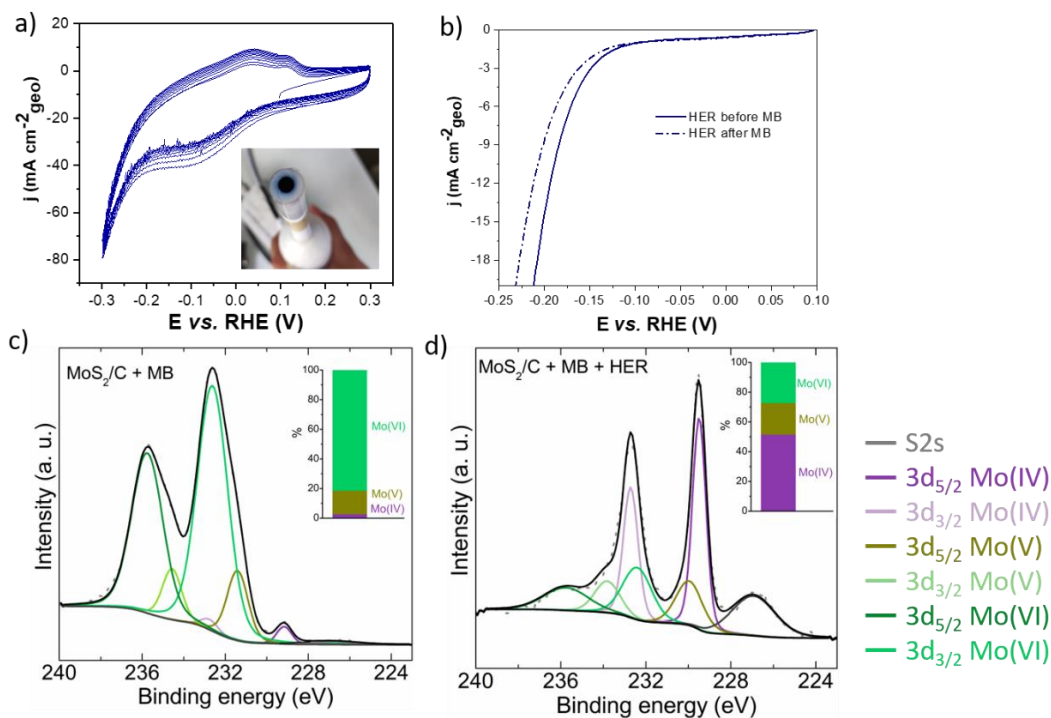 a)
20
0
-20
-40
-60
-80
j (mA cm⁻²geo)
-0.3 -0.2 -0.1 0.0 0.1 0.2 0.3
E vs. RHE (V)
b)
0
-3
-6
-9
-12
-15
-18
j (mA cm⁻²geo)
HER before MB
HER after MB
-0.25 -0.20 -0.15 -0.10 -0.05 0.00 0.05 0.10
E vs. RHE (V)
c)
MoS₂/C + MB
Intensity (a. u.)
100
80
60
40
20
0
%
Mo(VI)
Mo(V)
Mo(IV)
240 236 232 228 224
Binding energy (eV)
d)
MoS₂/C + MB + HER
Intensity (a. u.)
100
80
60
40
20
0
%
Mo(VI)
Mo(V)
Mo(IV)
240 236 232 228 224
Binding energy (eV)
S2s
3d₅/₂ Mo(IV)
3d₃/₂ Mo(IV)
3d₅/₂ Mo(V)
3d₃/₂ Mo(V)
3d₅/₂ Mo(VI)
3d₃/₂ Mo(VI)